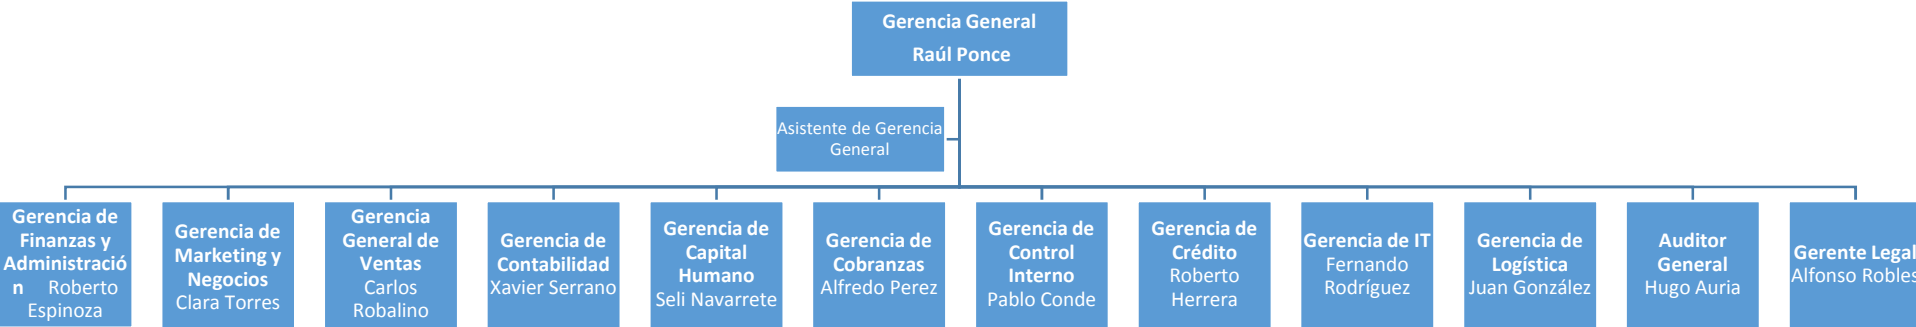 Gerencia General
Raúl Ponce
Asistente de Gerencia
General
Gerencia de
Finanzas y
Administració
n Roberto
Espinoza
Gerencia de
Marketing y
Negocios
Clara Torres
Gerencia
General de
Ventas
Carlos
Robalino
Gerencia de
Contabilidad
Xavier Serrano
Gerencia de
Capital
Humano
Seli Navarrete
Gerencia de
Cobranzas
Alfredo Perez
Gerencia de
Control
Interno
Pablo Conde
Gerencia de
Crédito
Roberto
Herrera
Gerencia de IT
Fernando
Rodríguez
Gerencia de
Logística
Juan González
Auditor
General
Hugo Auria
Gerente Legal
Alfonso Robles